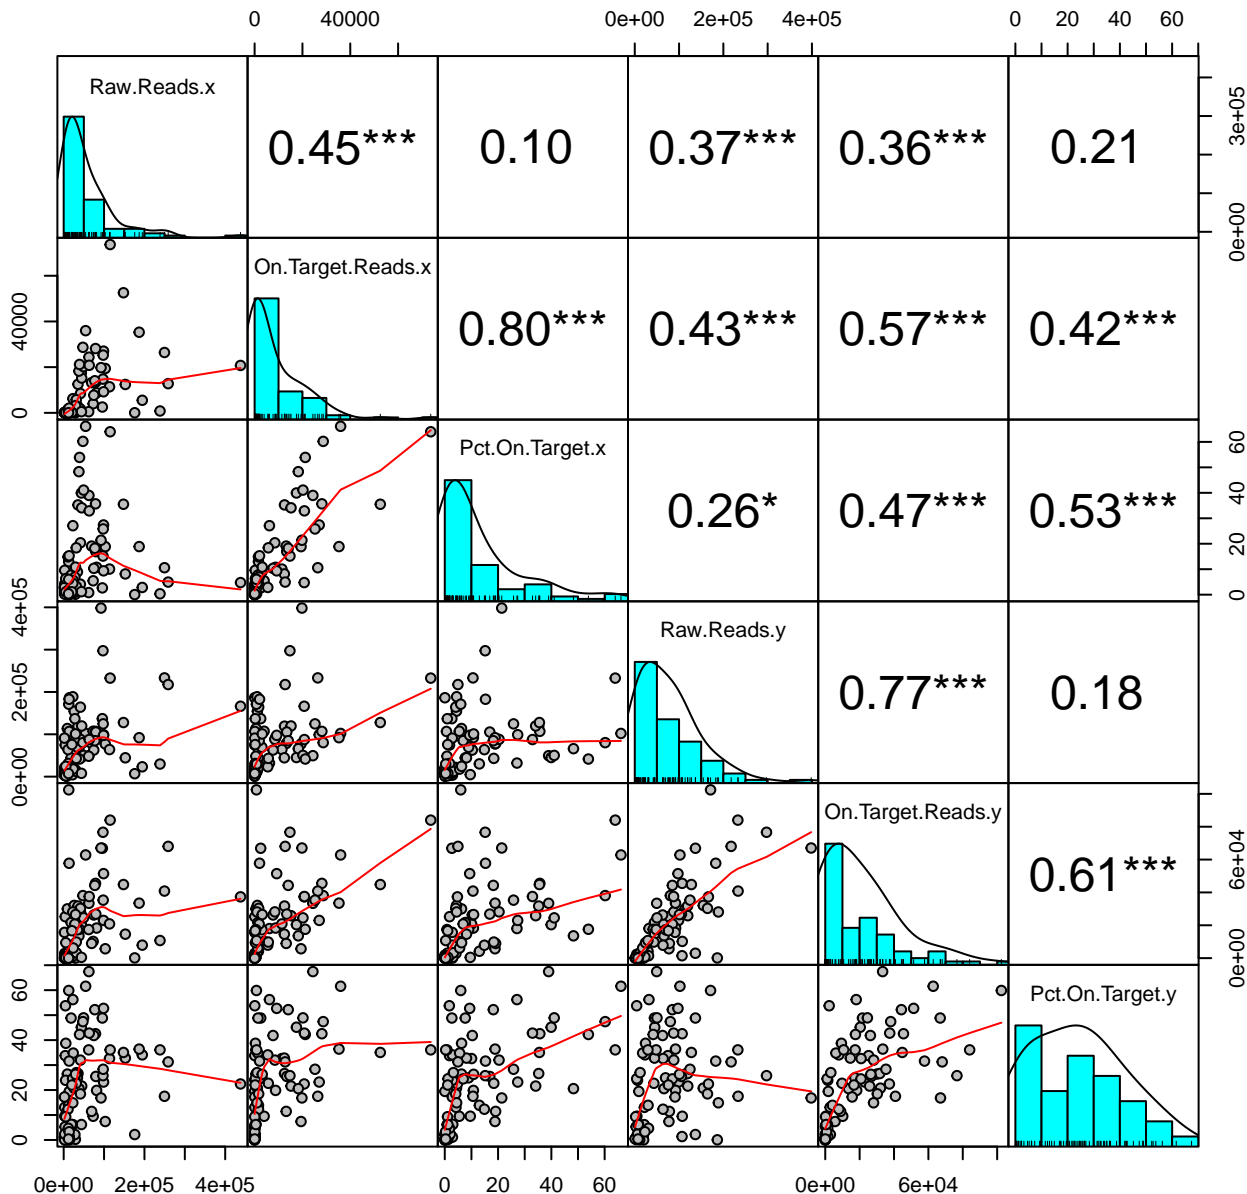 0 40000 0e+00 2e+05 4e+05 0 20 40 60
Raw.Reads.x 0.45*** 0.10 0.37*** 0.36*** 0.21 0e+00 3e+05
0 40000 On.Target.Reads.x 0.80*** 0.43*** 0.57*** 0.42***
Pct.On.Target.x 0.26* 0.47*** 0.53*** 0 20 40 60
0e+00 2e+05 4e+05 Raw.Reads.y 0.77*** 0.18
On.Target.Reads.y 0.61*** 0e+00 6e+04
0 20 40 60 Pct.On.Target.y
0e+00 2e+05 4e+05 0 20 40 60 0e+00 6e+04